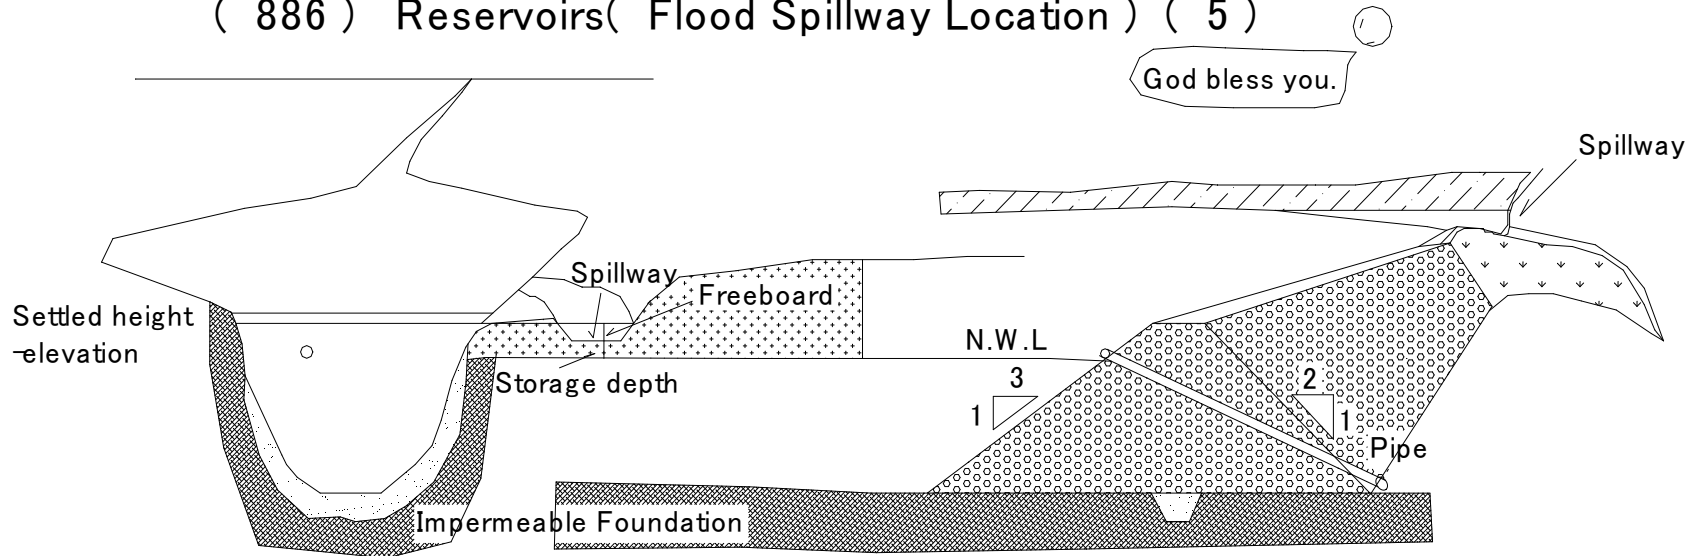 ( 886 ) Reservoirs( Flood Spillway Location ) ( 5 )
God bless you.
Spillway
Spillway
Freeboard
Settled height
-elevation
N.W.L
Storage depth
3
1
2
1
Pipe
Impermeable Foundation